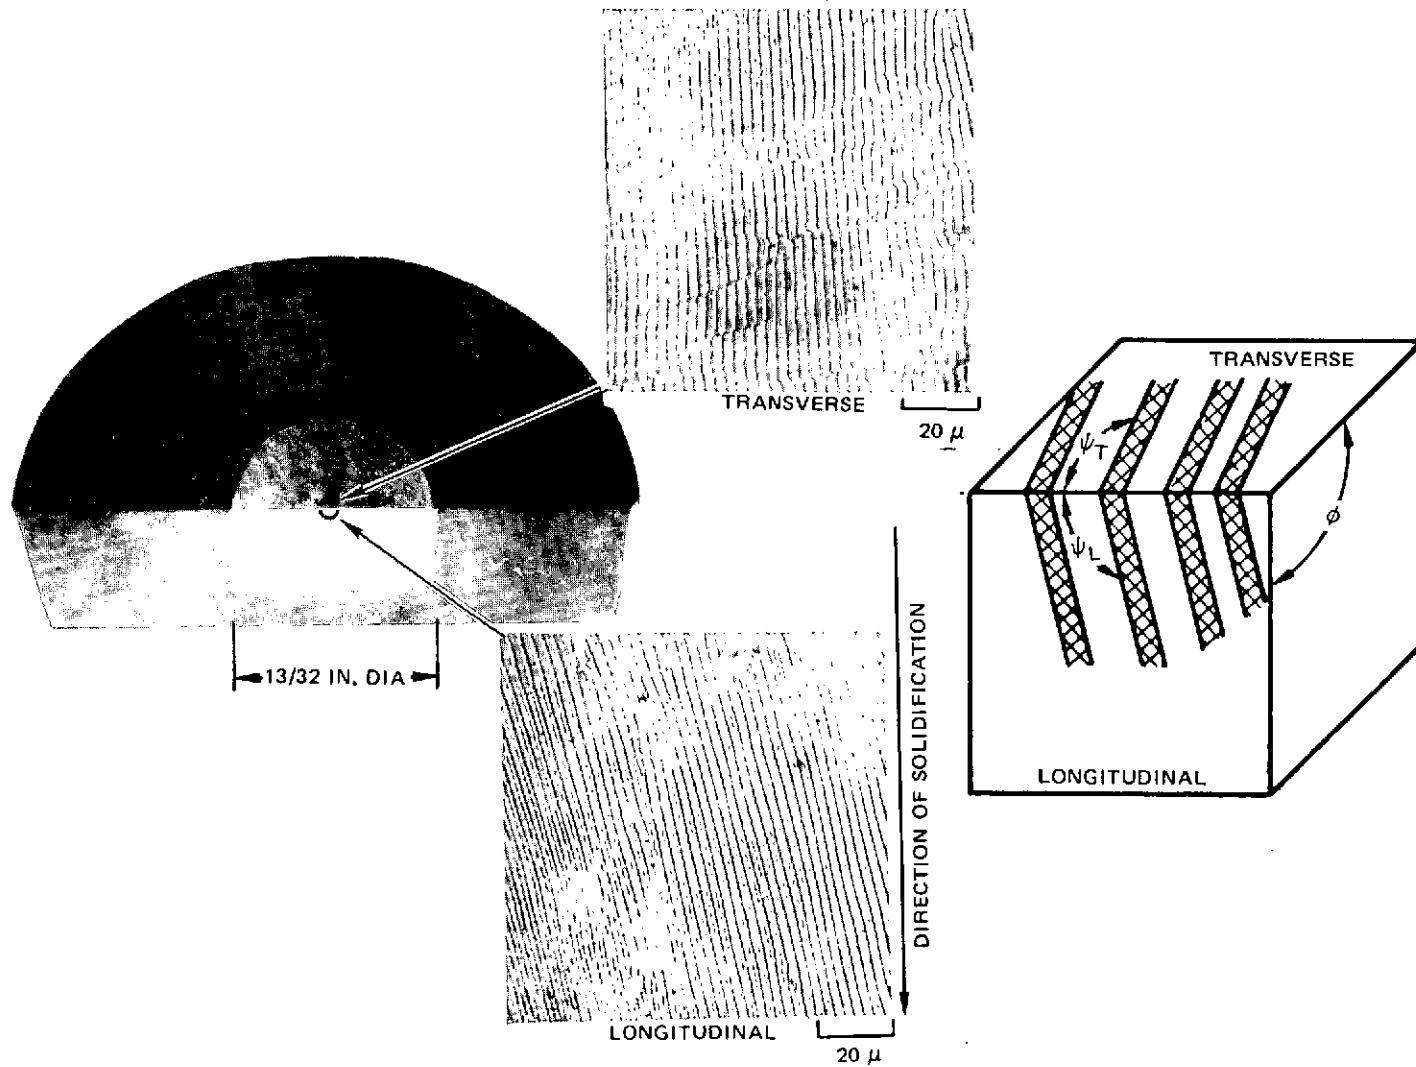 TRANSVERSE
20 μ
13/32 IN. DIA
LONGITUDINAL
20 μ
DIRECTION OF SOLIDIFICATION
TRANSVERSE
ψT
ψL
φ
LONGITUDINAL